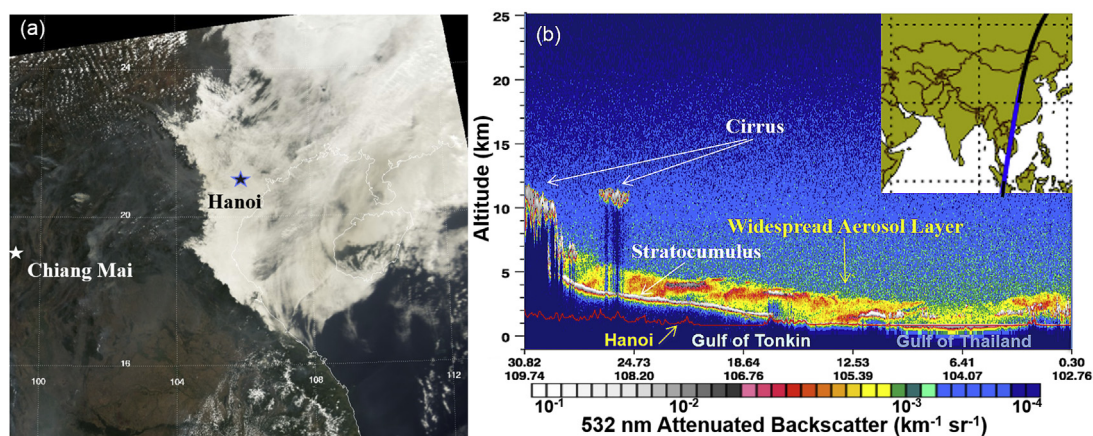 (a)
24
Hanoi
20
Chiang Mai
16
100
104
108
112
(b)
Altitude (km)
25
20
15
10
5
0
Cirrus
Widespread Aerosol Layer
Stratocumulus
Hanoi
Gulf of Tonkin
Gulf of Thailand
30.82 24.73 18.64 12.53 6.41 0.30
109.74 108.20 106.76 105.39 104.07 102.76
10-1 10-2 10-3 10-4
532 nm Attenuated Backscatter (km-1 sr-1)